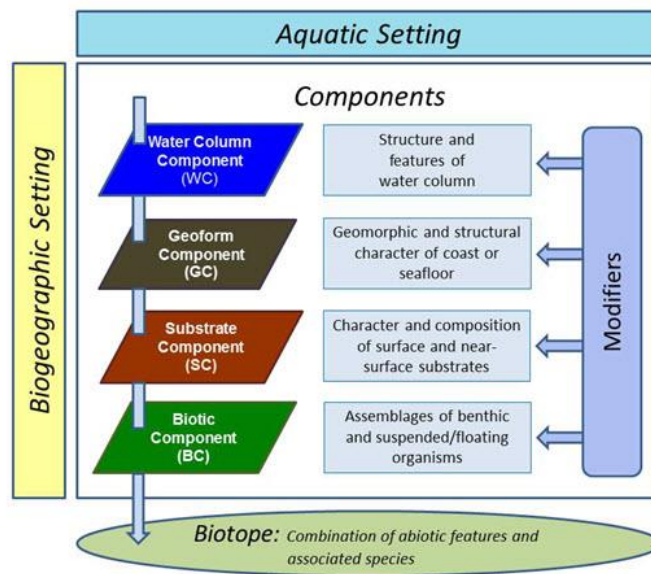 Aquatic Setting
Biogeographic Setting
Components
Water Column
Component
(WC)
Structure and
features of
water column
Geoform
Component
(GC)
Geomorphic and structural
character of coast or
seafloor
Substrate
Component
(SC)
Character and composition
of surface and near-
surface substrates
Biotic
Component
(BC)
Assemblages of benthic
and suspended/floating
organisms
Modifiers
Biotope: Combination of abiotic features and
associated species